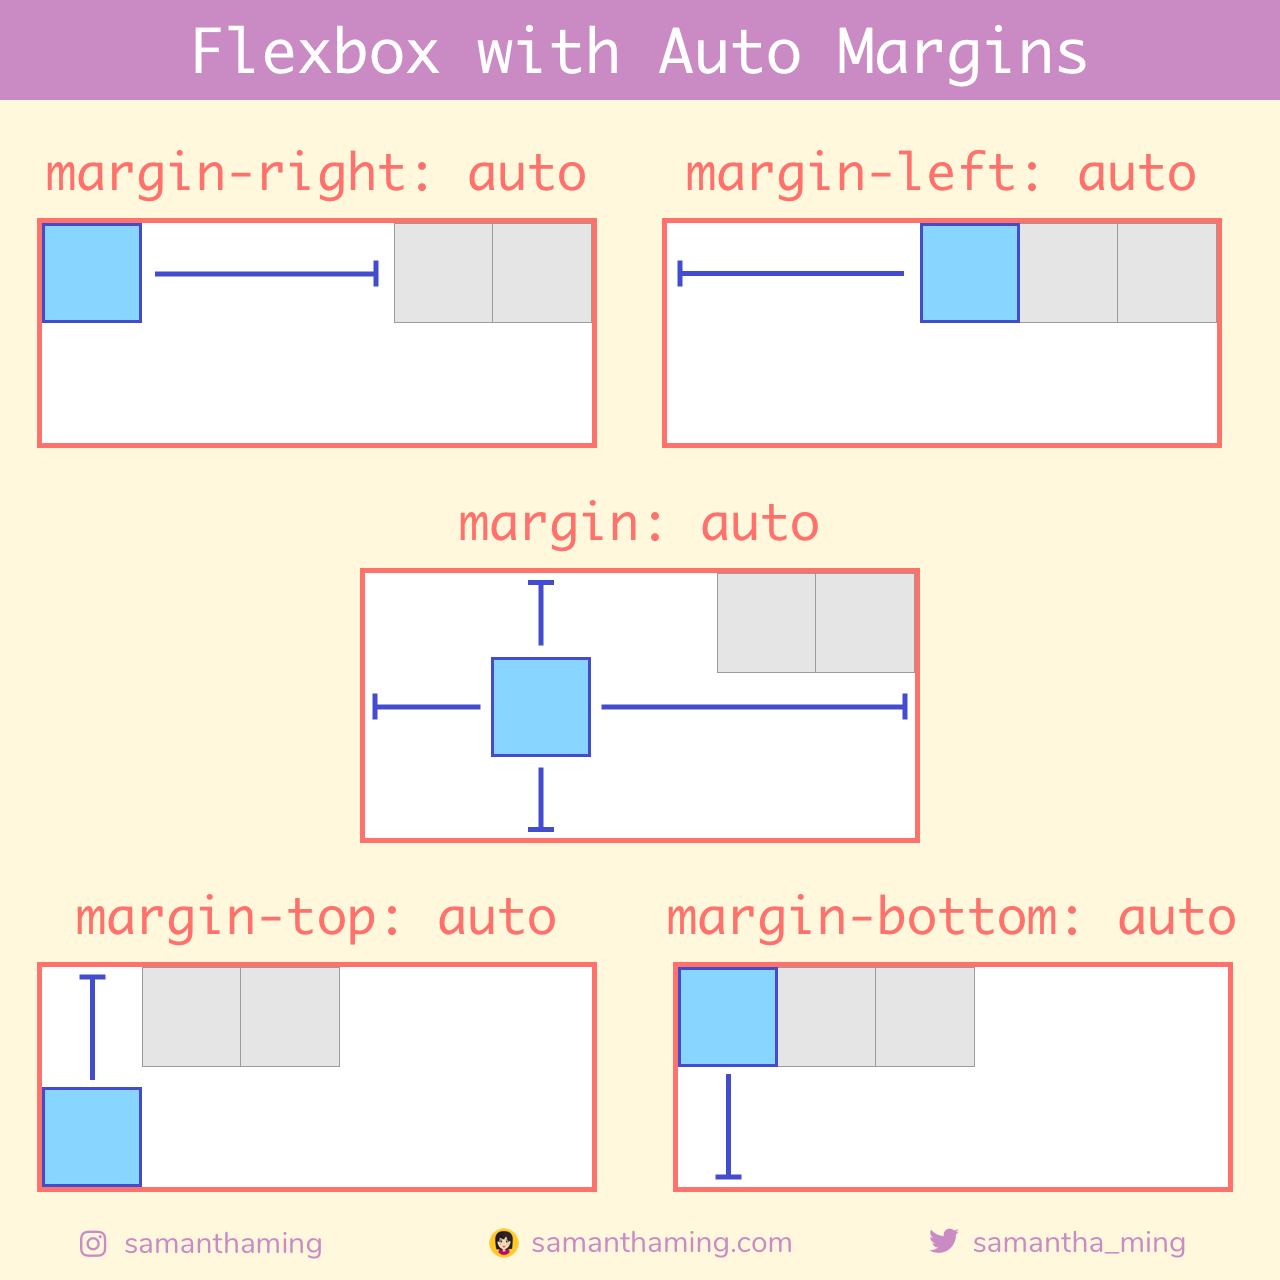 Flexbox with Auto Margins
margin-right: auto
margin-left: auto
margin: auto
margin-top: auto
margin-bottom: auto
samanthaming
samanthaming.com
samantha_ming